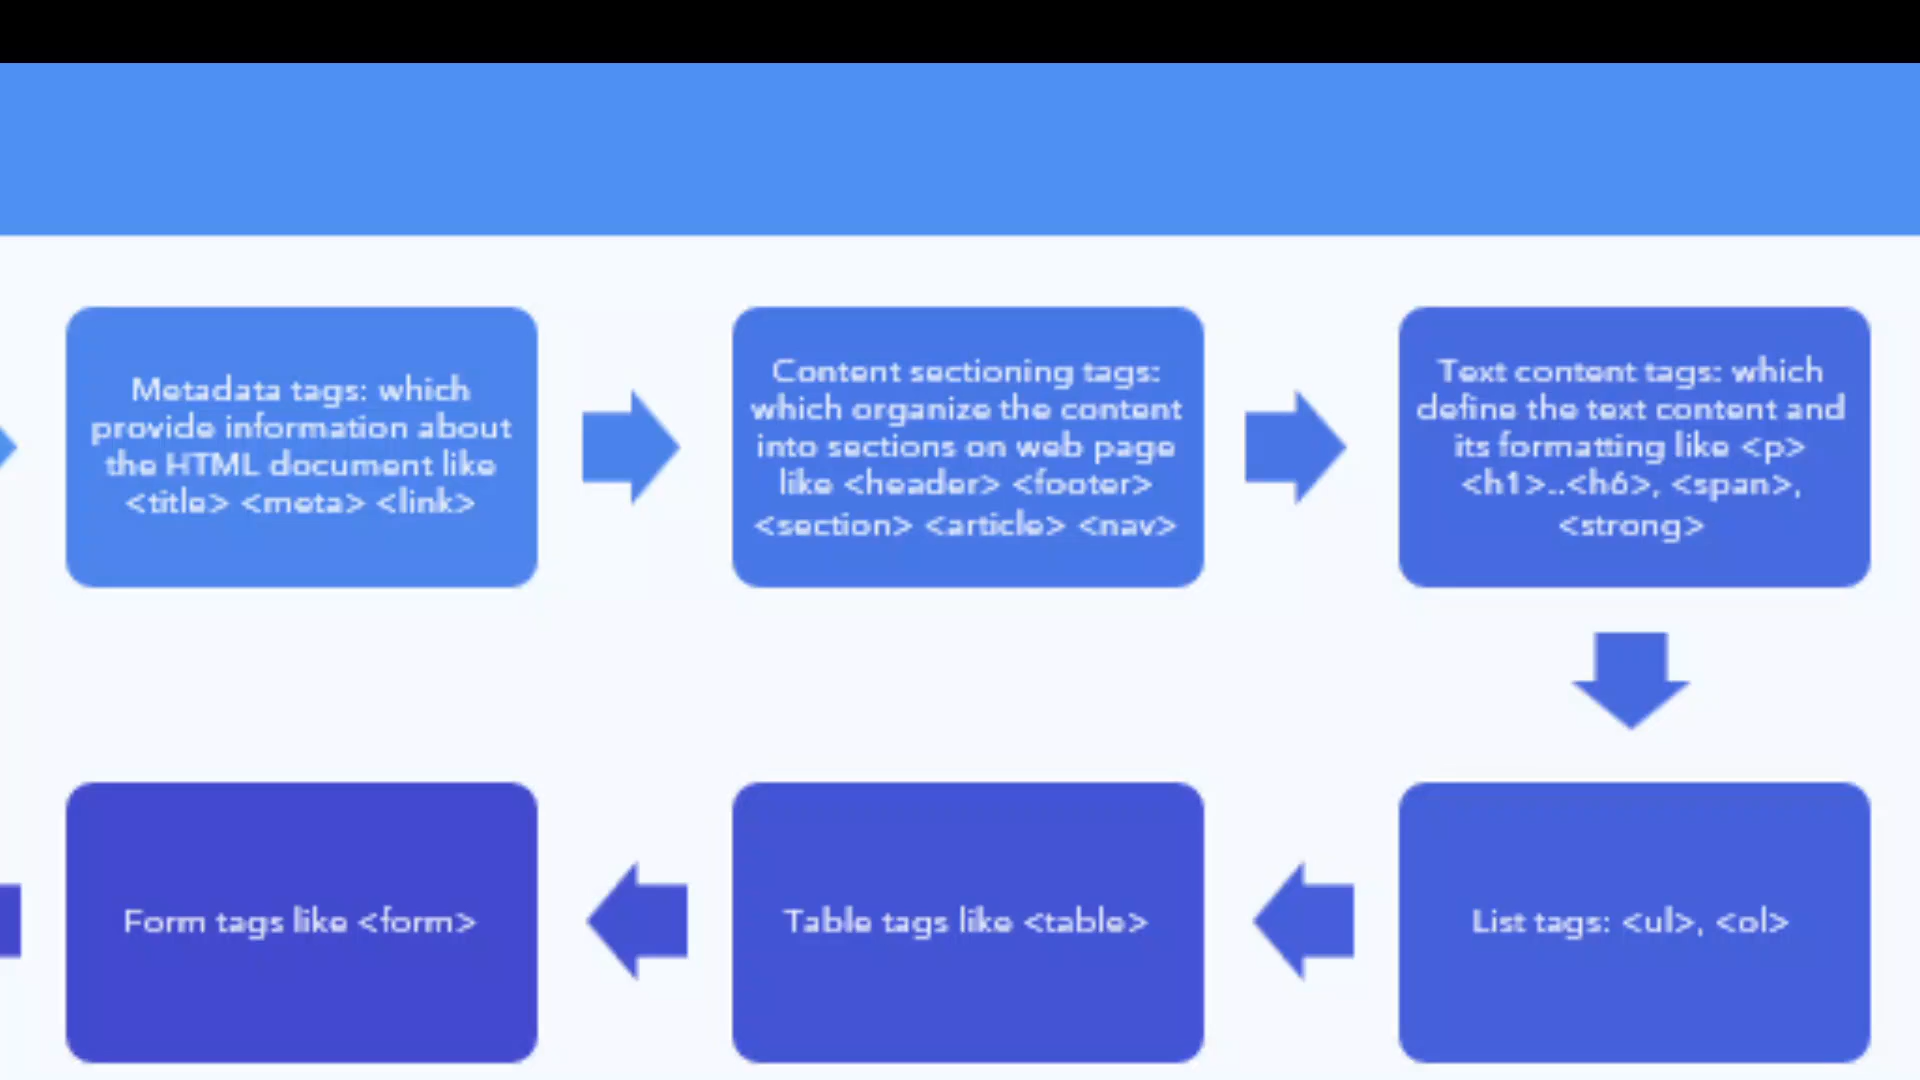 Metadata tags: which
provide information about
the HTML document like
<title> <meta> <link>
Content sectioning tags:
which organize the content
into sections on web page
like <header> <footer>
<section> <article> <nav>
Text content tags: which
define the text content and
its formatting like <p>
<h1>..<h6>, <span>,
<strong>
List tags: <ul>, <ol>
Table tags like <table>
Form tags like <form>